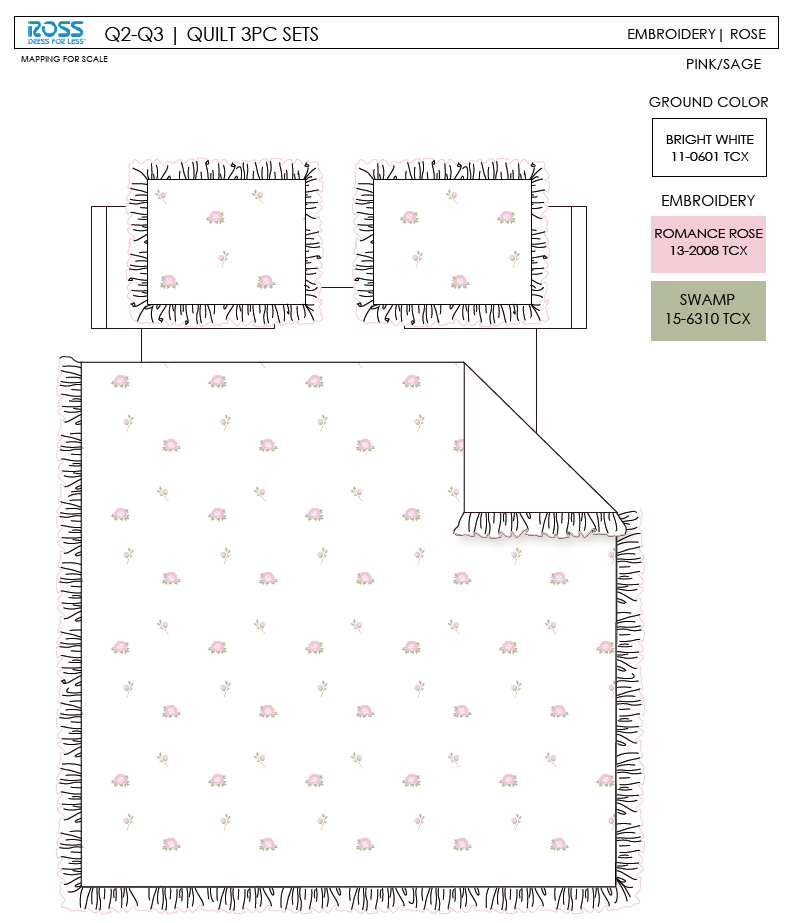 ROSS
DRESS FOR LESS
Q2-Q3 | QUILT 3PC SETS
EMBROIDERY| ROSE
MAPPING FOR SCALE
PINK/SAGE
GROUND COLOR
BRIGHT WHITE
11-0601 TCX
EMBROIDERY
ROMANCE ROSE
13-2008 TCX
SWAMP
15-6310 TCX